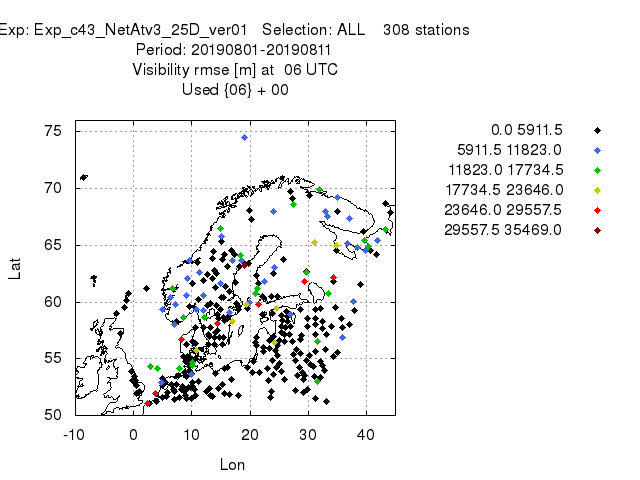 Exp: Exp_c43_NetAtv3_25D_ver01 Selection: ALL 308 stations
Period: 20190801-20190811
Visibility rmse [m] at 06 UTC
Used {06} + 00
0.0 5911.5
5911.5 11823.0
11823.0 17734.5
17734.5 23646.0
23646.0 29557.5
29557.5 35469.0
75
70
65
60
55
50
Lat
-10 0 10 20 30 40
Lon